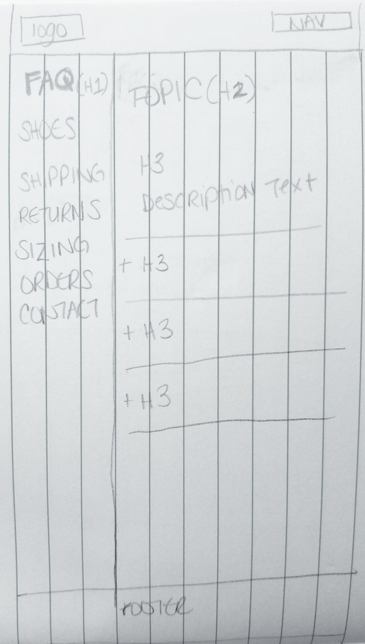 logo
NAV
FAQ (H1)
SHOES
SHIPPING
RETURNS
SIZING
ORDERS
CONTACT
TOPIC (H2)
H3
Description Text
+ H3
+ H3
+ H3
FOOTER